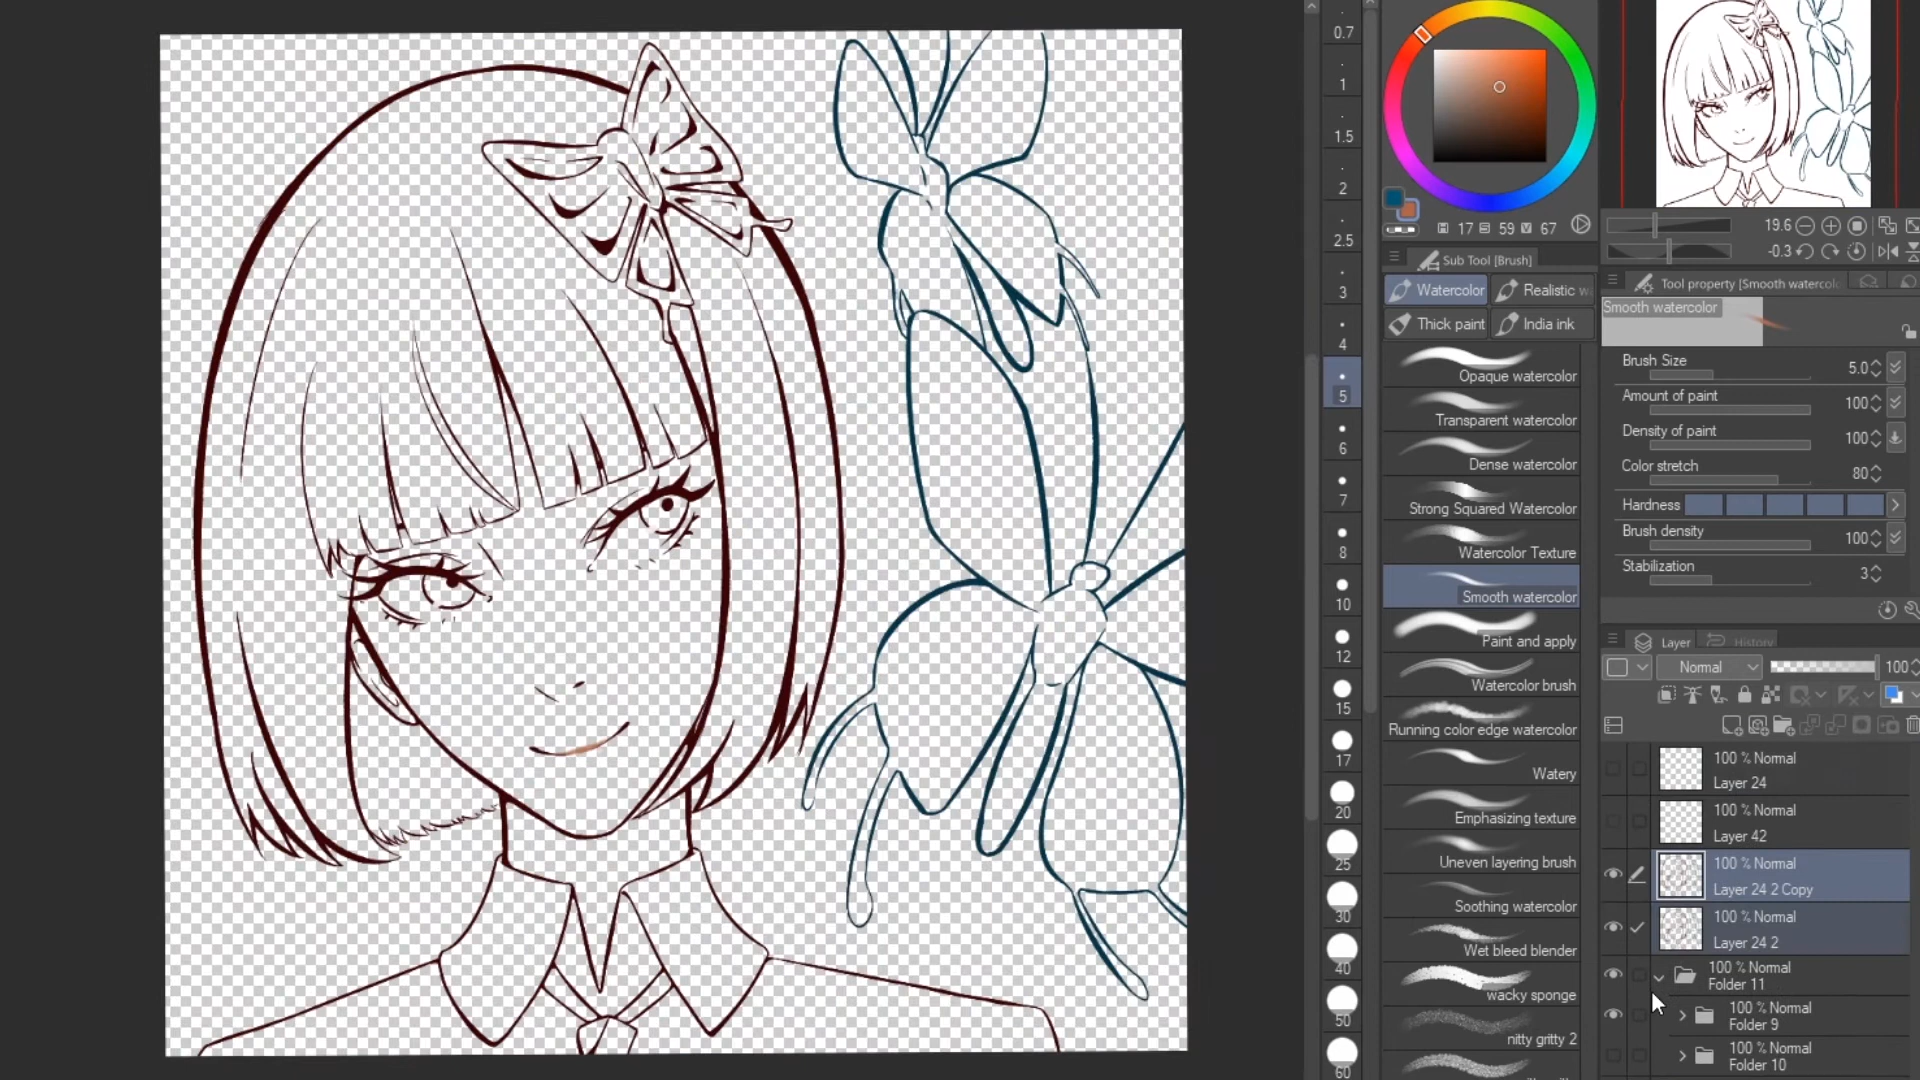 0.7
1
1.5
2
2.5
3
4
5
6
7
8
10
12
15
17
20
25
30
40
50
60
17 59 67
Sub Tool [Brush]
Watercolor
Realistic w
Thick paint
India ink
Opaque watercolor
Transparent watercolor
Dense watercolor
Strong Squared Watercolor
Watercolor Texture
Smooth watercolor
Paint and apply
Watercolor brush
Running color edge watercolor
Watery
Emphasizing texture
Uneven layering brush
Soothing watercolor
Wet bleed blender
wacky sponge
nitty gritty 2
19.6
-0.3
Tool property [Smooth watercolo
Smooth watercolor
Brush Size 5.0
Amount of paint 100
Density of paint 100
Color stretch 80
Hardness
Brush density 100
Stabilization 3
Layer History
Normal 100
100 % Normal
Layer 24
100 % Normal
Layer 42
100 % Normal
Layer 24 2 Copy
100 % Normal
Layer 24 2
100 % Normal
Folder 11
100 % Normal
Folder 9
100 % Normal
Folder 10